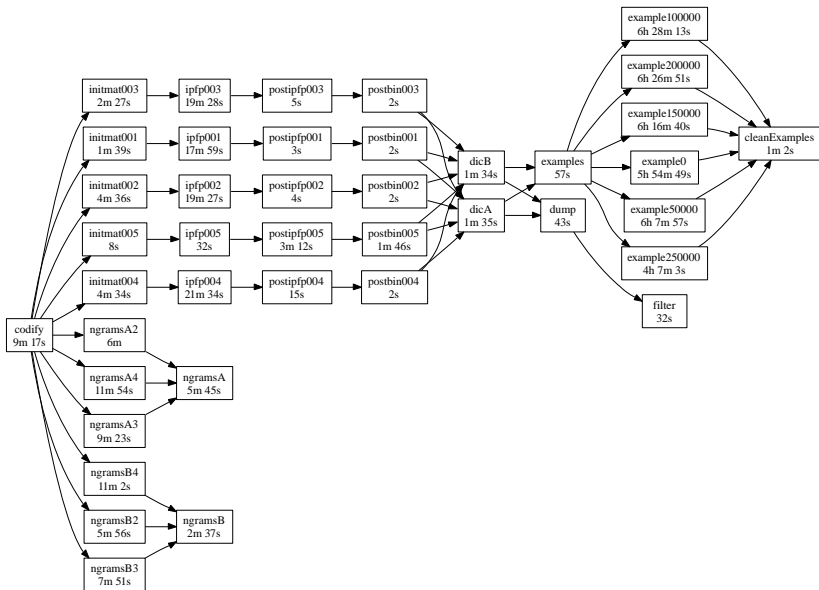 example100000
6h 28m 13s
example200000
6h 26m 51s
initmat003
2m 27s
ipfp003
19m 28s
postipfp003
5s
postbin003
2s
example150000
6h 16m 40s
cleanExamples
1m 2s
initmat001
1m 39s
ipfp001
17m 59s
postipfp001
3s
postbin001
2s
dicB
1m 34s
examples
57s
example0
5h 54m 49s
initmat002
4m 36s
ipfp002
19m 27s
postipfp002
4s
postbin002
2s
dicA
1m 35s
dump
43s
example50000
6h 7m 57s
initmat005
8s
ipfp005
32s
postipfp005
3m 12s
postbin005
1m 46s
example250000
4h 7m 3s
initmat004
4m 34s
ipfp004
21m 34s
postipfp004
15s
postbin004
2s
filter
32s
codify
9m 17s
ngramsA2
6m
ngramsA4
11m 54s
ngramsA
5m 45s
ngramsA3
9m 23s
ngramsB4
11m 2s
ngramsB2
5m 56s
ngramsB
2m 37s
ngramsB3
7m 51s